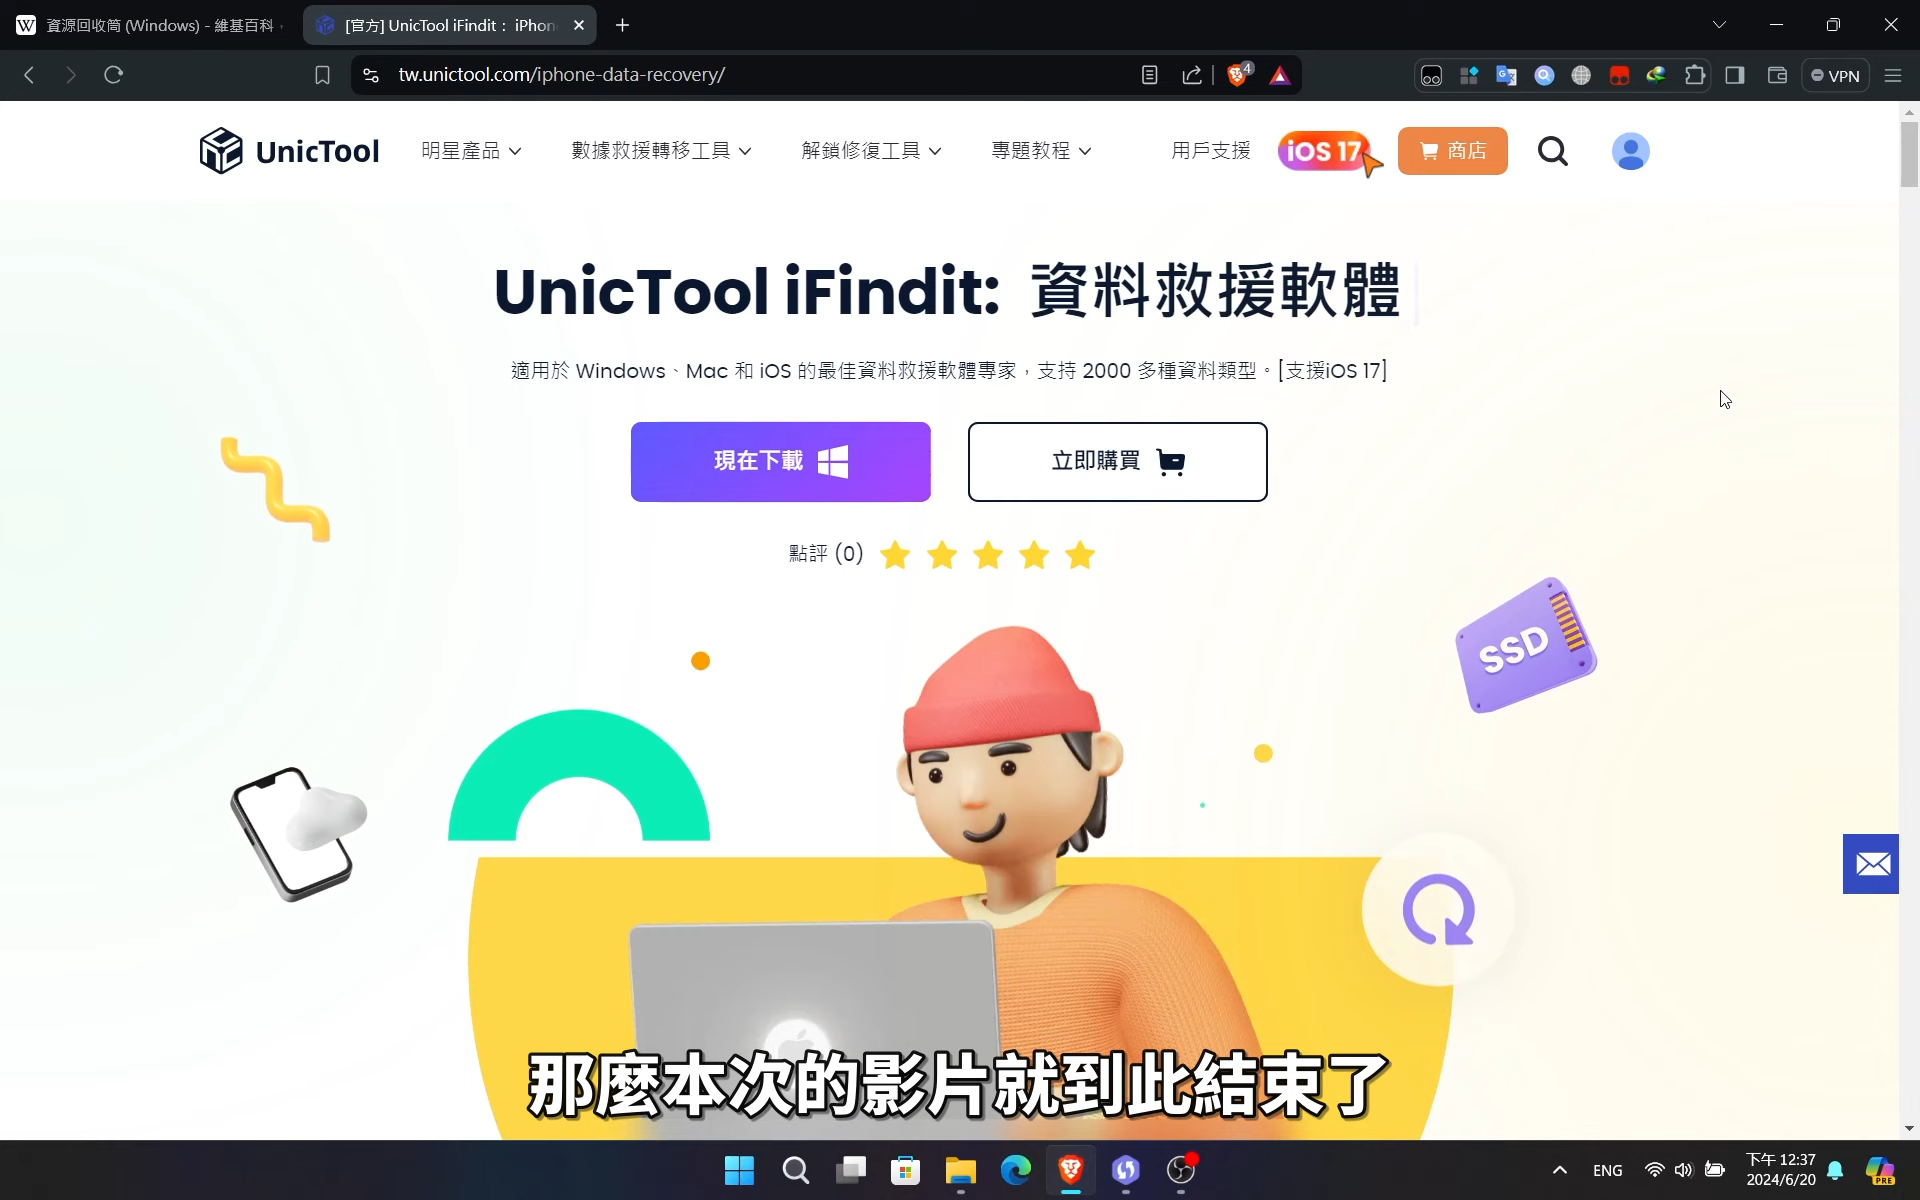 資源回收筒 (Windows) - 維基百科
[官方] UnicTool iFindit： iPhon
tw.unictool.com/iphone-data-recovery/
4
VPN
UnicTool
明星產品
數據救援轉移工具
解鎖修復工具
專題教程
用戶支援
iOS 17
商店
UnicTool iFindit: 資料救援軟體
適用於 Windows、Mac 和 iOS 的最佳資料救援軟體專家，支持 2000 多種資料類型。[支援iOS 17]
現在下載
立即購買
點評 (0)
SSD
那麼本次的影片就到此結束了
ENG
下午 12:37
2024/6/20
PRE